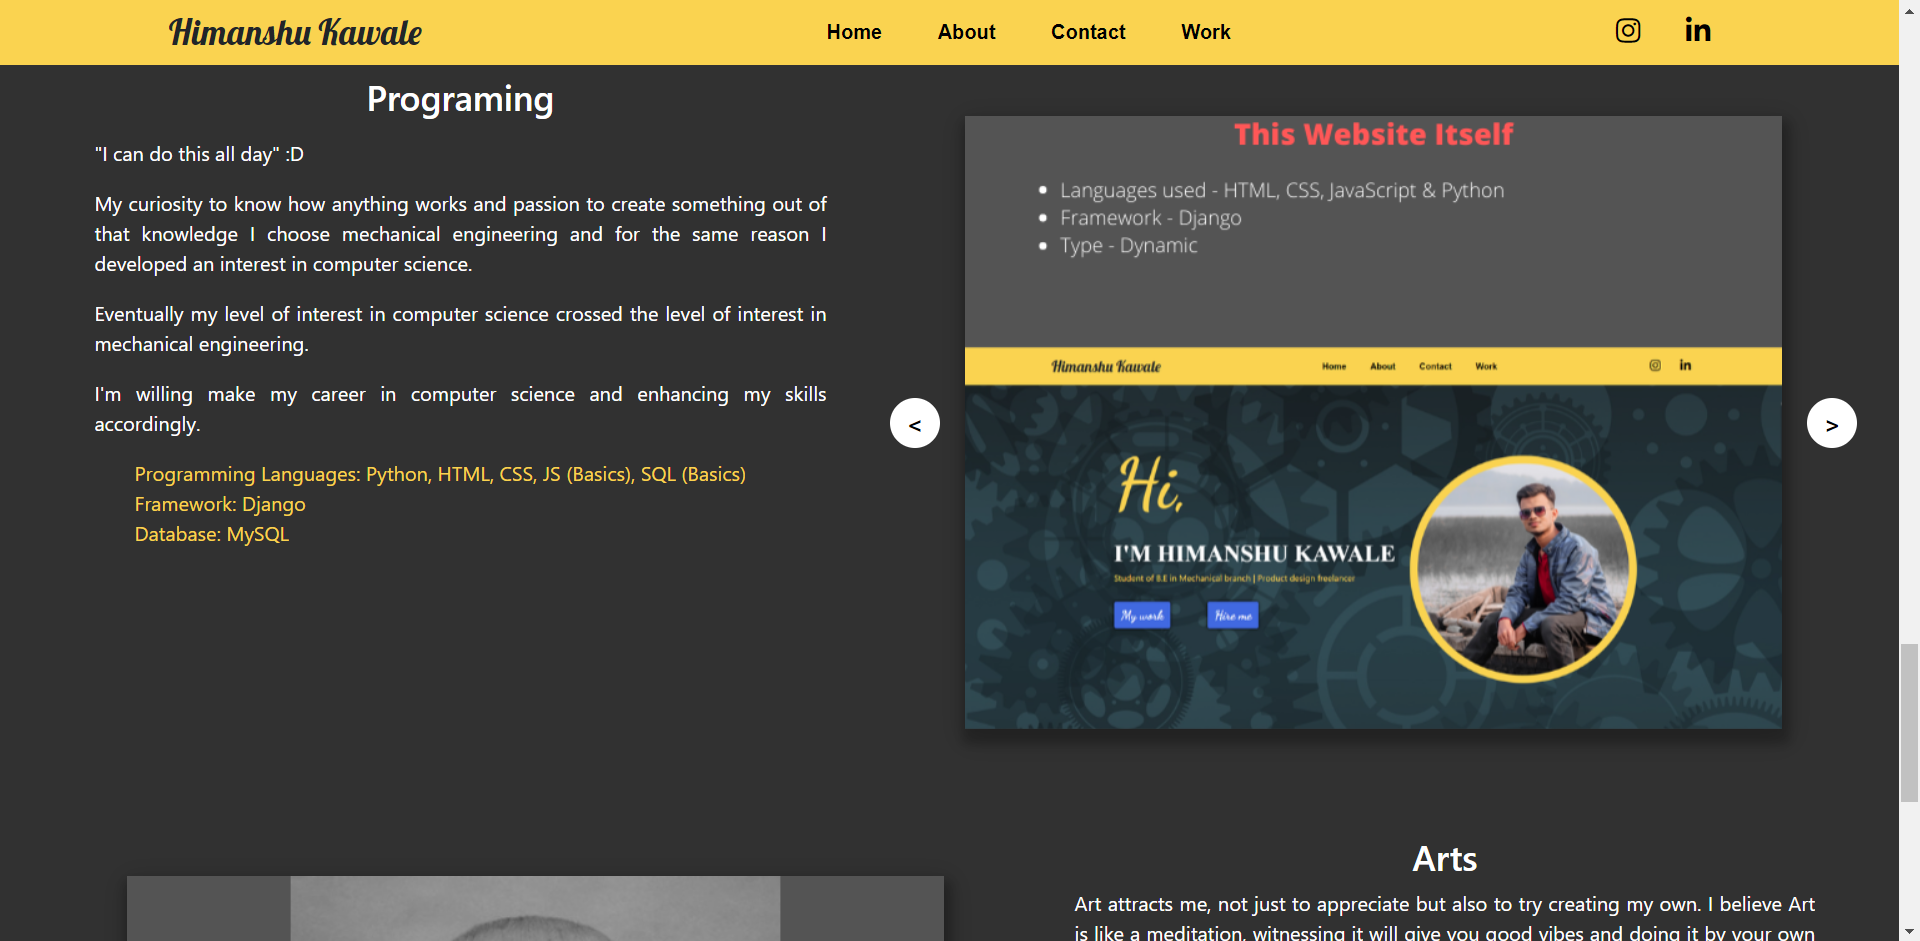 Himanshu Kawale
Home About Contact Work
Programing
"I can do this all day" :D
My curiosity to know how anything works and passion to create something out of
that knowledge I choose mechanical engineering and for the same reason I
developed an interest in computer science.
Eventually my level of interest in computer science crossed the level of interest in
mechanical engineering.
I'm willing make my career in computer science and enhancing my skills
accordingly.
Programming Languages: Python, HTML, CSS, JS (Basics), SQL (Basics)
Framework: Django
Database: MySQL
<
This Website Itself
Languages used - HTML, CSS, JavaScript & Python
Framework - Django
Type - Dynamic
Himanshu Kawale
Home About Contact Work
Hi,
I'M HIMANSHU KAWALE
Student of B.E in Mechanical branch | Product design freelancer
My work Hire me
>
Arts
Art attracts me, not just to appreciate but also to try creating my own. I believe Art
is like a meditation, witnessing it will give you good vibes and doing it by your own